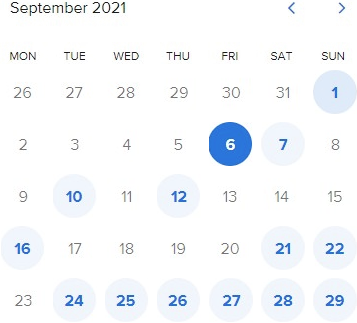 September 2021
MON TUE WED THU FRI SAT SUN
26 27 28 29 30 31 1
2 3 4 5 6 7 8
9 10 11 12 13 14 15
16 17 18 19 20 21 22
23 24 25 26 27 28 29